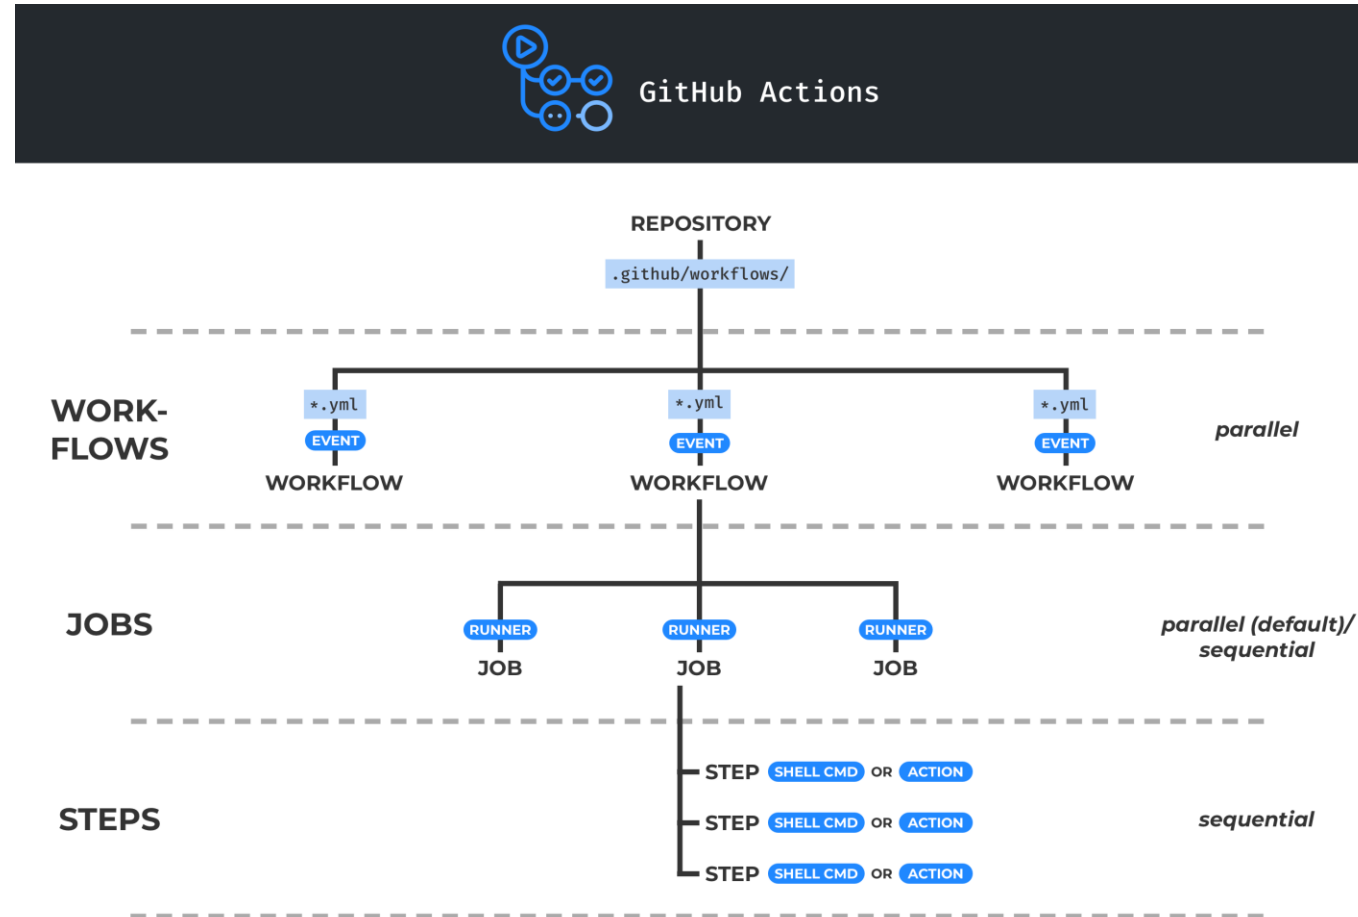 GitHub Actions
REPOSITORY
.github/workflows/
WORK-
FLOWS
*.yml
*.yml
*.yml
EVENT
EVENT
EVENT
WORKFLOW
WORKFLOW
WORKFLOW
parallel
JOBS
RUNNER
RUNNER
RUNNER
JOB
JOB
JOB
parallel (default)/
sequential
STEPS
STEP SHELL CMD OR ACTION
STEP SHELL CMD OR ACTION
STEP SHELL CMD OR ACTION
sequential